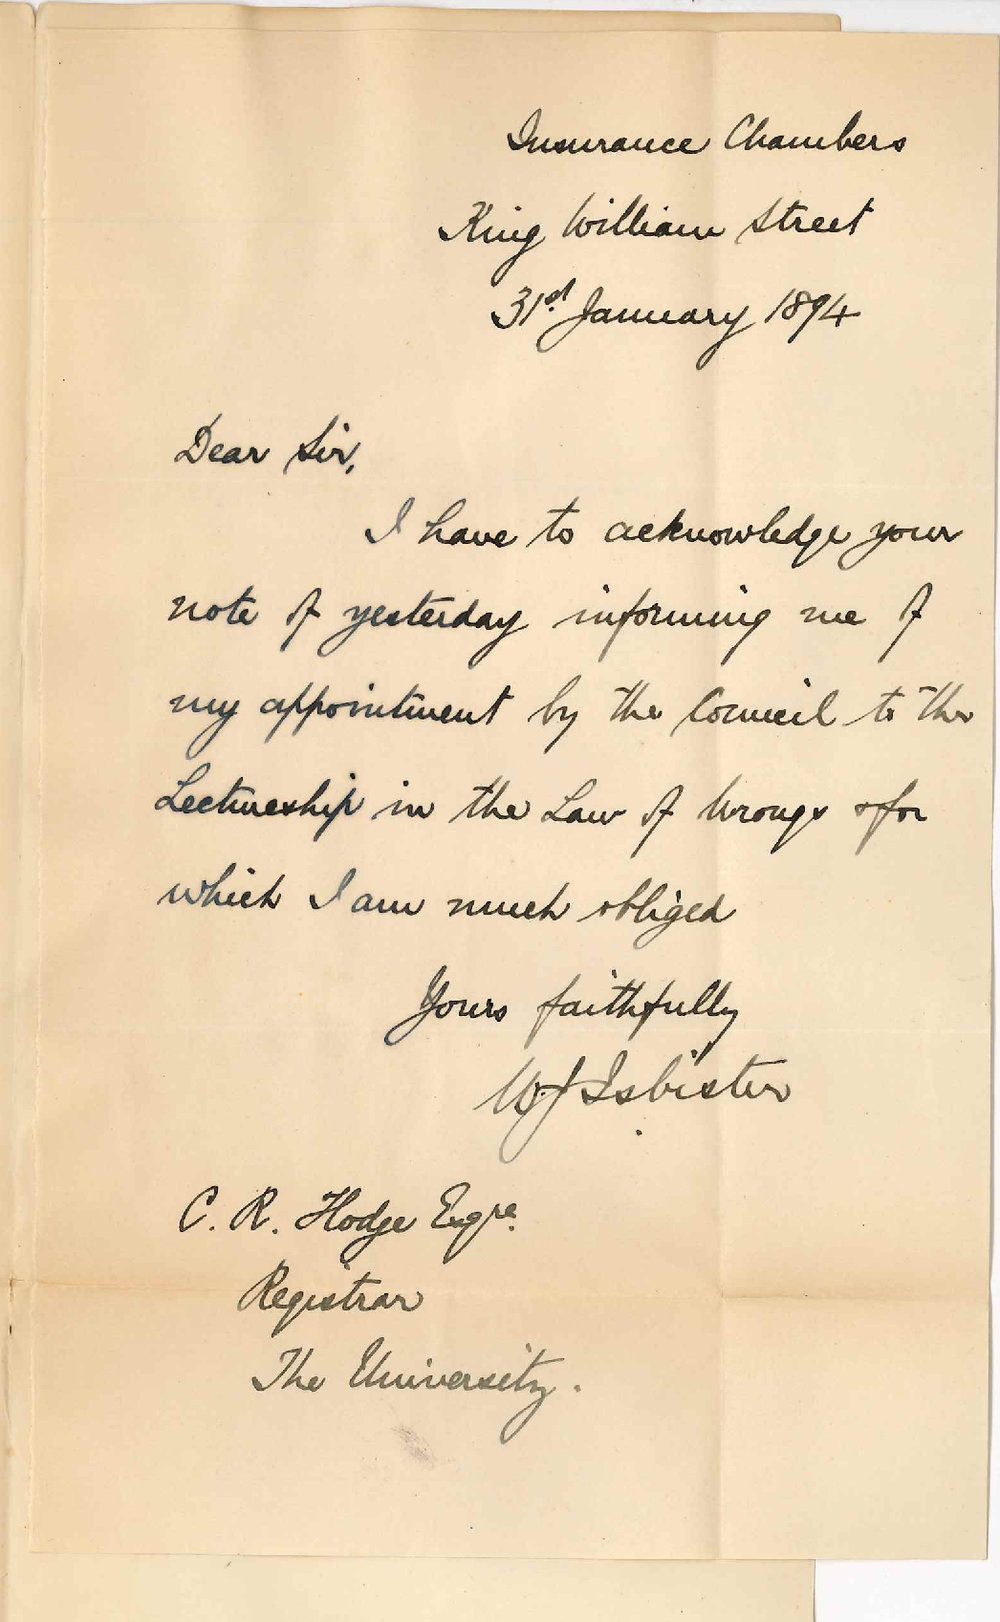 Insurance Chambers
King William Street
31st January 1894
Dear Sir,
I have to acknowledge your
note of yesterday informing me of
my appointment by the Council to the
Lectureship in the Law of Wrongs & for
which I am much obliged
Yours faithfully
W. J Isbister
C. R. Hodge Esqre.
Registrar
The University.